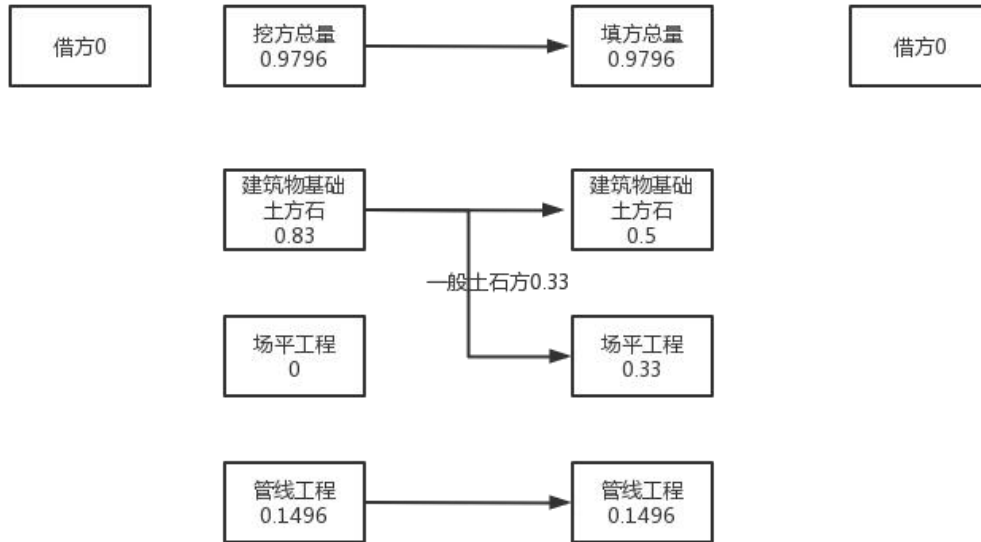 借方0
挖方总量
0.9796
填方总量
0.9796
借方0
建筑物基础
土方石
0.83
建筑物基础
土方石
0.5
一般土石方0.33
场平工程
0
场平工程
0.33
管线工程
0.1496
管线工程
0.1496